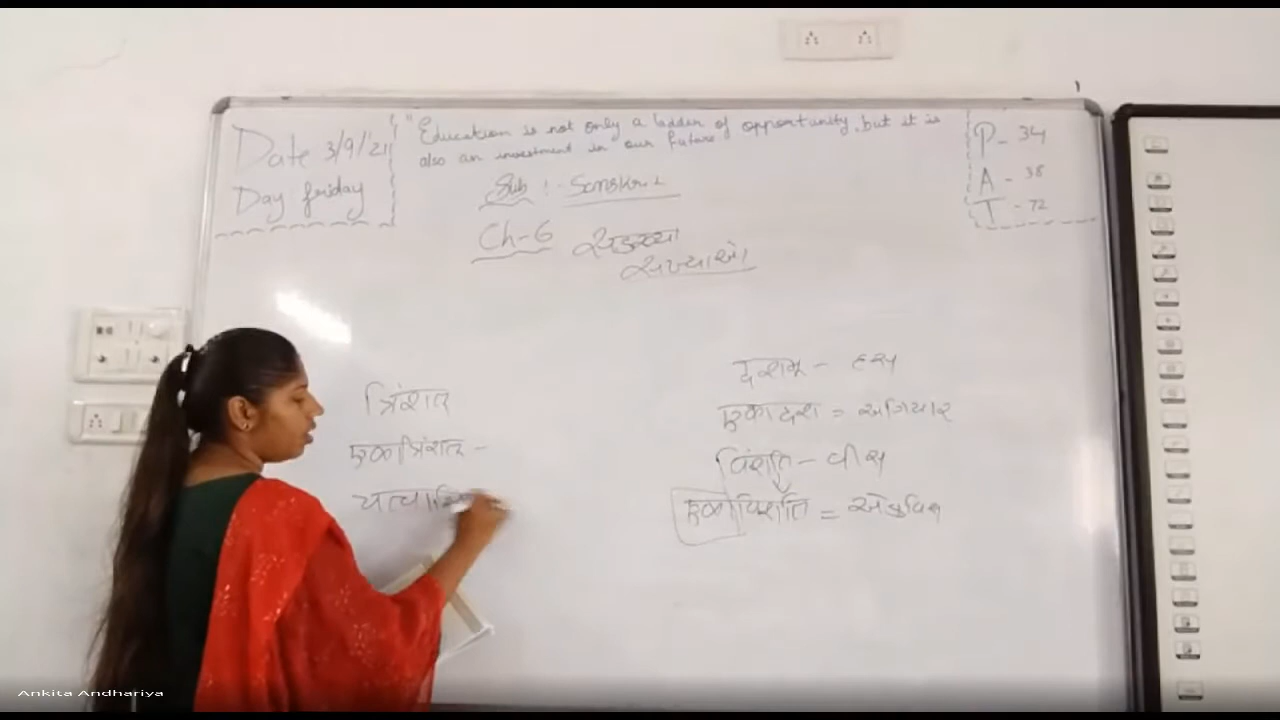 Date 3/9/21
Day friday
"Education is not only a ladder of opportunity, but it is
also an investment in our future
Sub :- Sanskrit
Ch-6 સઙ્ખ્યા
સંખ્યાઓ
P - 34
A - 38
T - 72
त्रिंशत्
एकत्रिंशत् -
दशम् - દસ
एकादश = અગિયાર
विंशति - વીસ
एकविंशति =
Ankita Andhariya